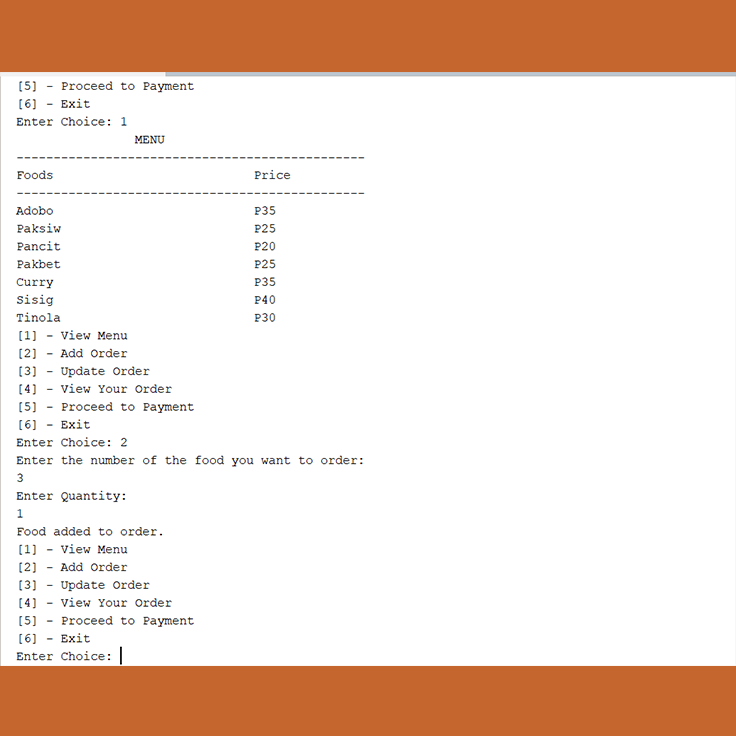 [5] - Proceed to Payment
[6] - Exit
Enter Choice: 1
MENU
-----------------------------------------------
Foods Price
-----------------------------------------------
Adobo P35
Paksiw P25
Pancit P20
Pakbet P25
Curry P35
Sisig P40
Tinola P30
[1] - View Menu
[2] - Add Order
[3] - Update Order
[4] - View Your Order
[5] - Proceed to Payment
[6] - Exit
Enter Choice: 2
Enter the number of the food you want to order:
3
Enter Quantity:
1
Food added to order.
[1] - View Menu
[2] - Add Order
[3] - Update Order
[4] - View Your Order
[5] - Proceed to Payment
[6] - Exit
Enter Choice: